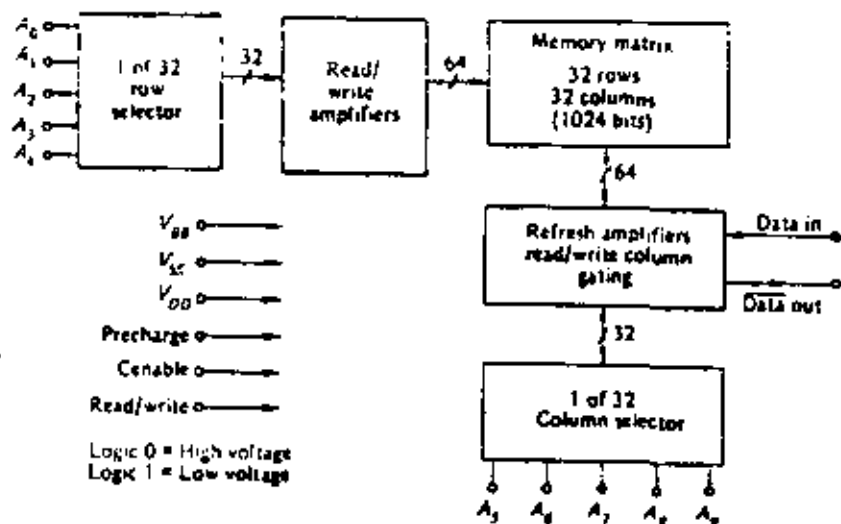 A₀
A₁
A₂
A₃
A₄
1 of 32
row
selector
32
Read/
write
amplifiers
64
Memory matrix
32 rows
32 columns
(1024 bits)
64
Refresh amplifiers
read/write column
gating
Data in
Data out
32
1 of 32
Column selector
A₅ A₆ A₇ A₈ A₉
V_BB
V_SS
V_DD
Precharge
Cenable
Read/write
Logic 0 = High voltage
Logic 1 = Low voltage